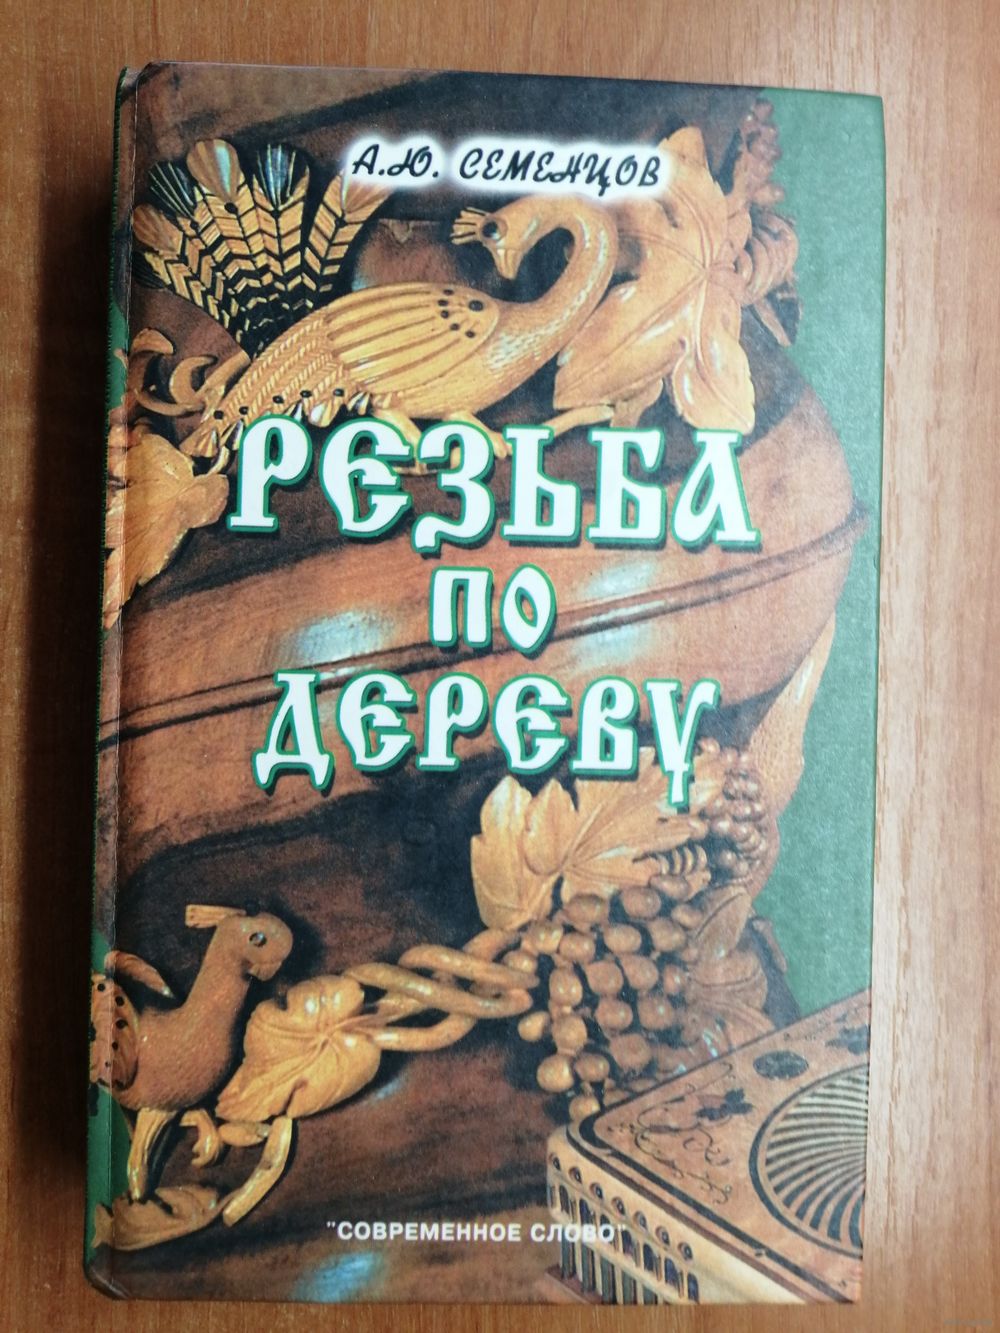 А.Ю. СЕМЕНЦОВ
РЕЗЬБА
ПО
ДЕРЕВУ
"СОВРЕМЕННОЕ СЛОВО"